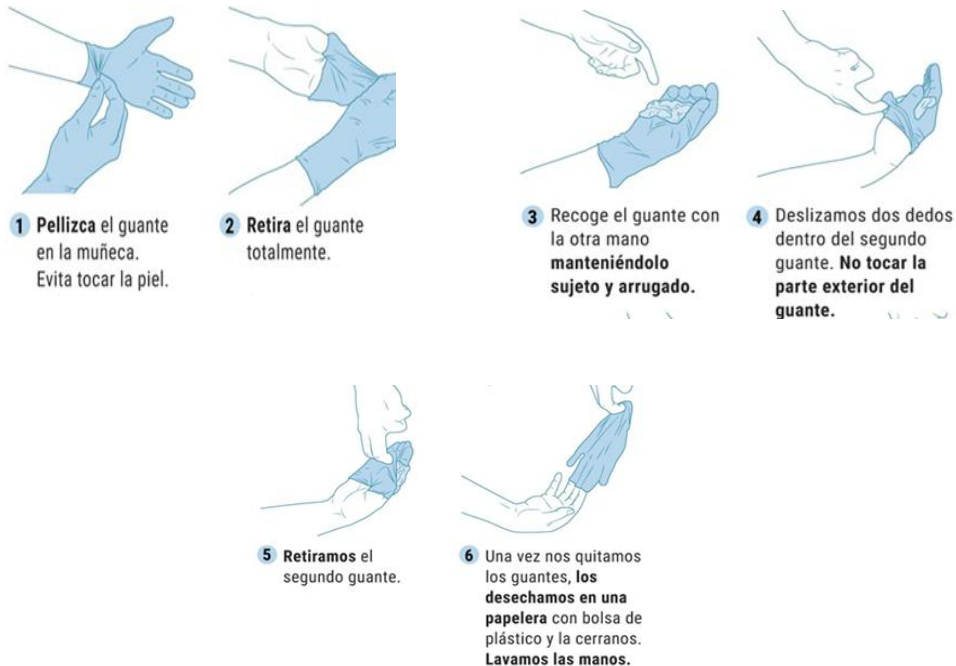 1 Pellizca el guante
en la muñeca.
Evita tocar la piel.
2 Retira el guante
totalmente.
3 Recoge el guante con
la otra mano
manteniéndolo
sujeto y arrugado.
4 Deslizamos dos dedos
dentro del segundo
guante. No tocar la
parte exterior del
guante.
5 Retiramos el
segundo guante.
6 Una vez nos quitamos
los guantes, los
desechamos en una
papelera con bolsa de
plástico y la cerranos.
Lavamos las manos.